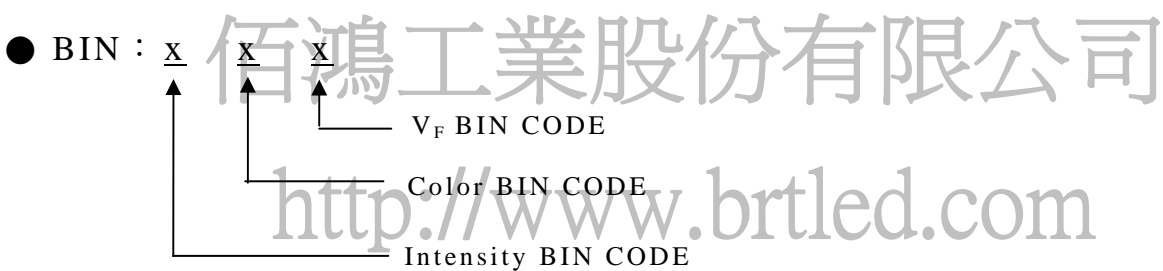 ● BIN：x x x
佰鴻工業股份有限公司
V_F BIN CODE
Color BIN CODE
http://www.brtled.com
Intensity BIN CODE